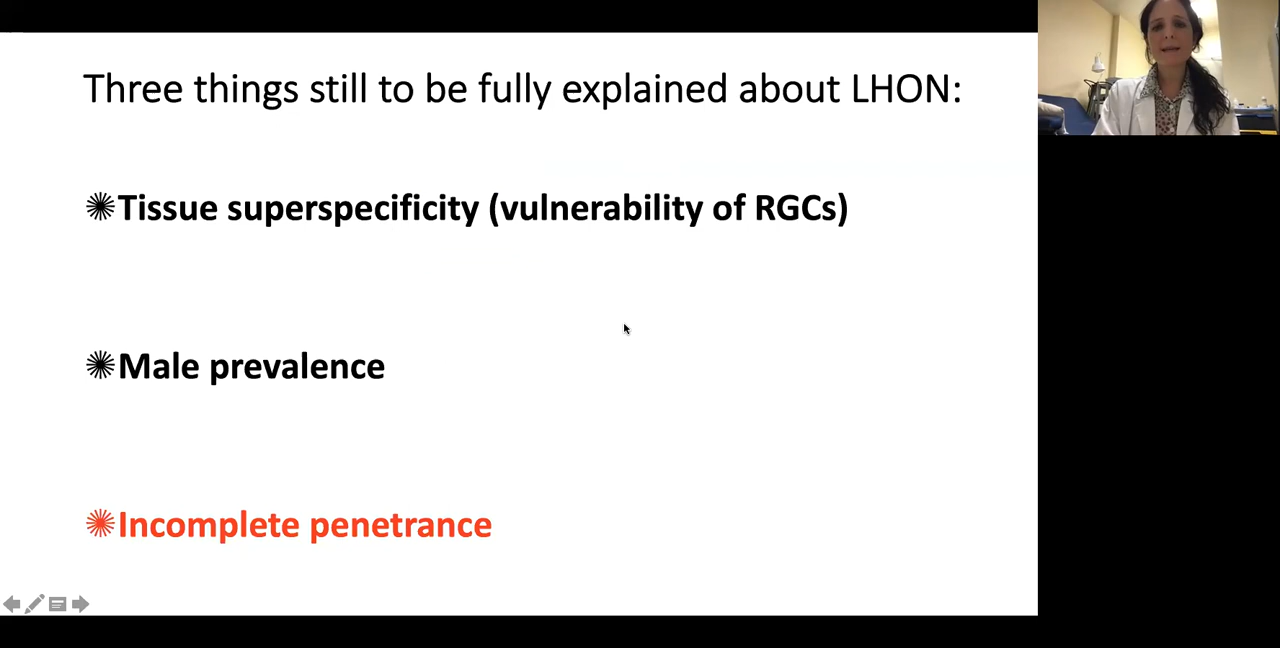 Three things still to be fully explained about LHON:
Tissue superspecificity (vulnerability of RGCs)
Male prevalence
Incomplete penetrance